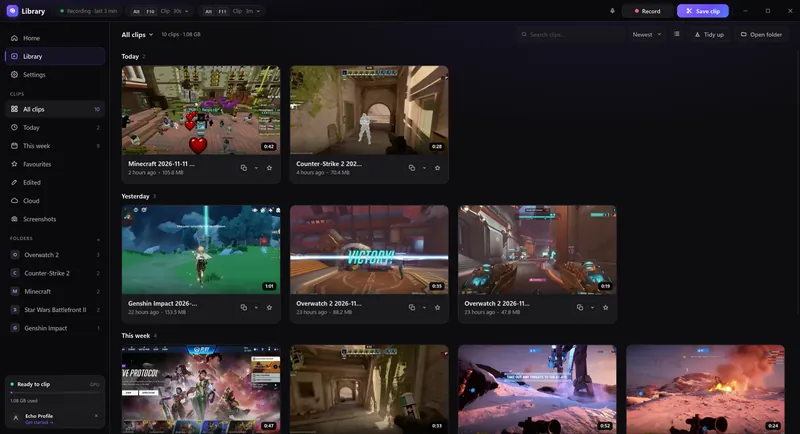 Library
Recording · last 3 min
Alt F10 Clip 30s
Alt F11 Clip 3m
Record
Save clip
Home
Library
Settings
CLIPS
All clips 10
Today 2
This week 9
Favourites
Edited
Cloud
Screenshots
FOLDERS +
O Overwatch 2 3
C Counter-Strike 2
M Minecraft
S Star Wars Battlefront II 2
G Genshin Impact 1
Ready to clip GPU
1.08 GB used
Echo Profile
Get started →
All clips
10 clips · 1.08 GB
Search clips...
Newest
Tidy up
Open folder
Today 2
0:42
Minecraft 2026-11-11 ...
2 hours ago · 105.8 MB
0:28
Counter-Strike 2 202...
4 hours ago · 70.4 MB
Yesterday 3
1:01
Genshin Impact 2026-...
22 hours ago · 153.5 MB
VICTORY!
0:35
Overwatch 2 2026-11...
23 hours ago · 88.2 MB
0:19
Overwatch 2 2026-11...
23 hours ago · 47.8 MB
This week 4
VE PROTOCOL!
0:47
0:33
0:52
0:24